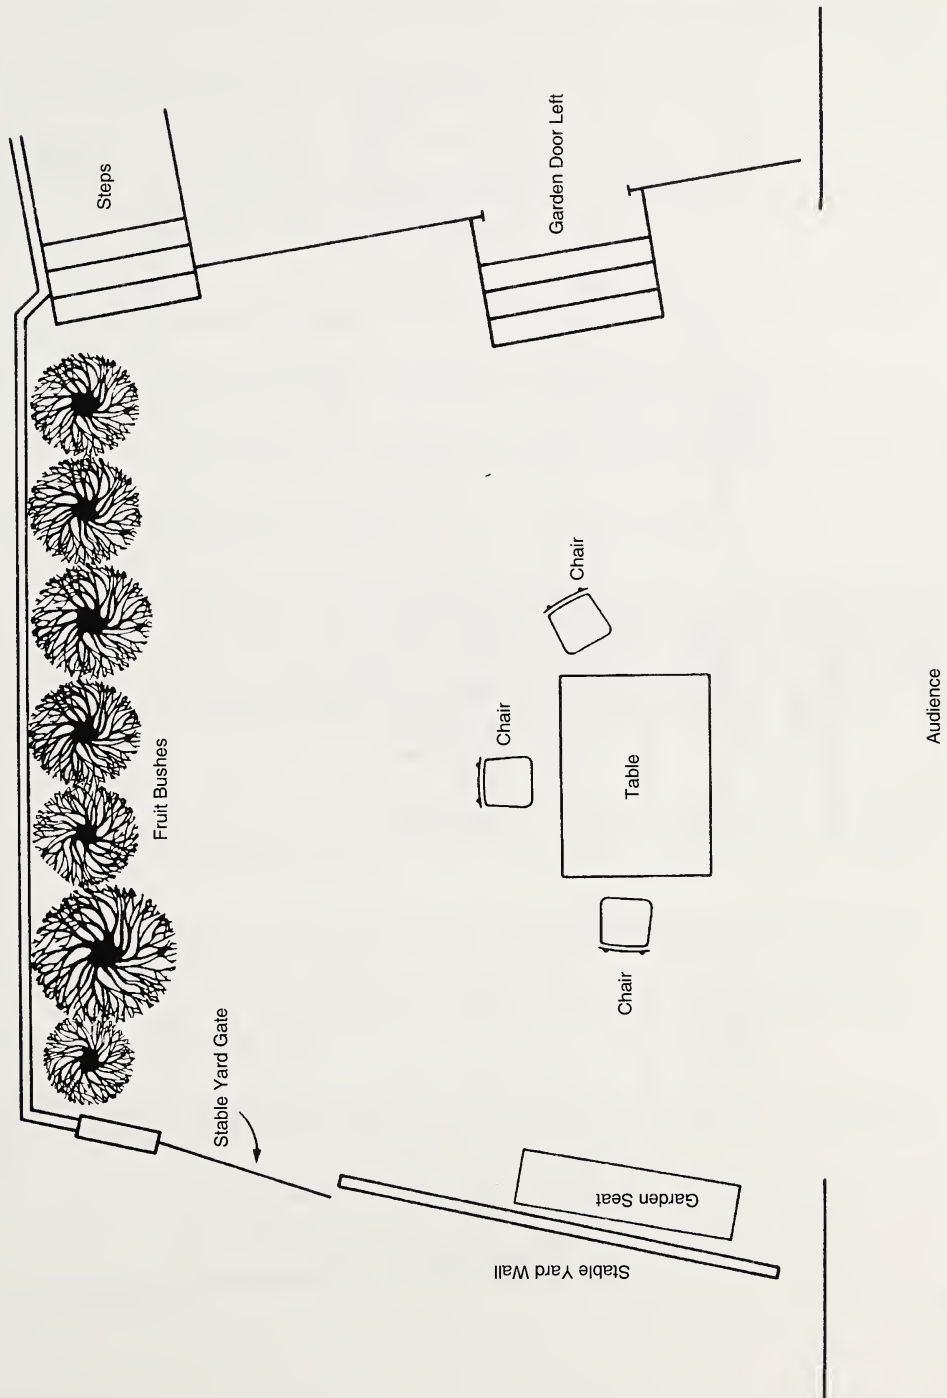 Steps
Fruit Bushes
Stable Yard Gate
Garden Door Left
Chair
Chair
Table
Chair
Garden Seat
Stable Yard Wall
Audience